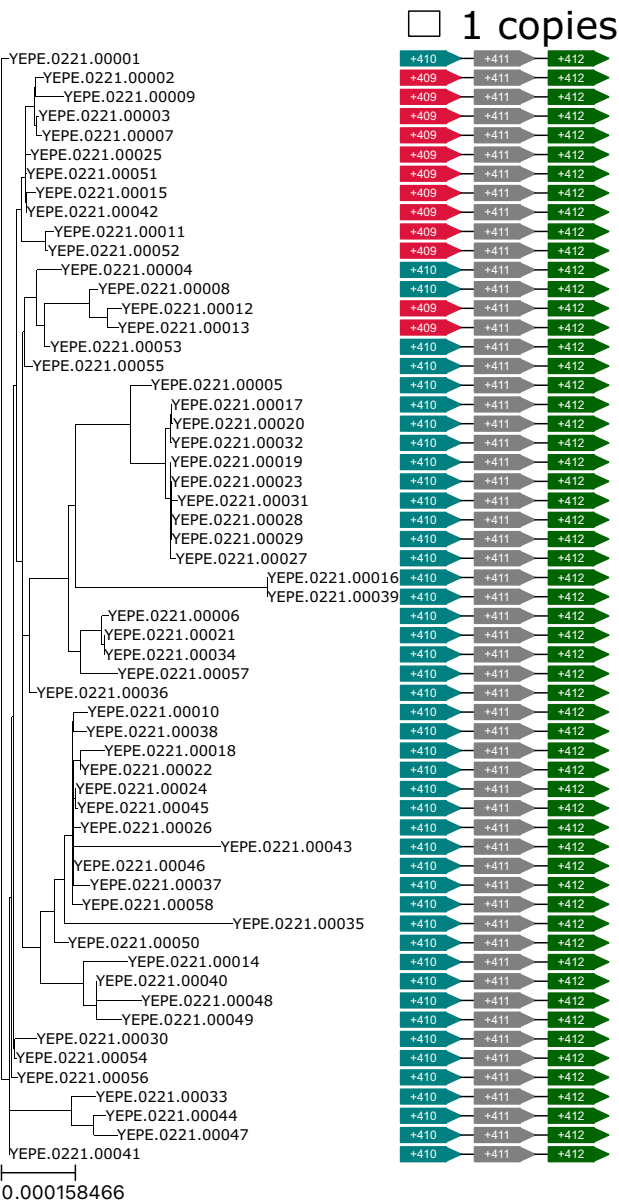 1 copies
YEPE.0221.00001 +410 +411 +412
YEPE.0221.00002 +409 +411 +412
YEPE.0221.00009 +409 +411 +412
YEPE.0221.00003 +409 +411 +412
YEPE.0221.00007 +409 +411 +412
YEPE.0221.00025 +409 +411 +412
YEPE.0221.00051 +409 +411 +412
YEPE.0221.00015 +409 +411 +412
YEPE.0221.00042 +409 +411 +412
YEPE.0221.00011 +409 +411 +412
YEPE.0221.00052 +409 +411 +412
YEPE.0221.00004 +410 +411 +412
YEPE.0221.00008 +410 +411 +412
YEPE.0221.00012 +409 +411 +412
YEPE.0221.00013 +409 +411 +412
YEPE.0221.00053 +410 +411 +412
YEPE.0221.00055 +410 +411 +412
YEPE.0221.00005 +410 +411 +412
YEPE.0221.00017 +410 +411 +412
YEPE.0221.00020 +410 +411 +412
YEPE.0221.00032 +410 +411 +412
YEPE.0221.00019 +410 +411 +412
YEPE.0221.00023 +410 +411 +412
YEPE.0221.00031 +410 +411 +412
YEPE.0221.00028 +410 +411 +412
YEPE.0221.00029 +410 +411 +412
YEPE.0221.00027 +410 +411 +412
YEPE.0221.00016 +410 +411 +412
YEPE.0221.00039 +410 +411 +412
YEPE.0221.00006 +410 +411 +412
YEPE.0221.00021 +410 +411 +412
YEPE.0221.00034 +410 +411 +412
YEPE.0221.00057 +410 +411 +412
YEPE.0221.00036 +410 +411 +412
YEPE.0221.00010 +410 +411 +412
YEPE.0221.00038 +410 +411 +412
YEPE.0221.00018 +410 +411 +412
YEPE.0221.00022 +410 +411 +412
YEPE.0221.00024 +410 +411 +412
YEPE.0221.00045 +410 +411 +412
YEPE.0221.00026 +410 +411 +412
YEPE.0221.00043 +410 +411 +412
YEPE.0221.00046 +410 +411 +412
YEPE.0221.00037 +410 +411 +412
YEPE.0221.00058 +410 +411 +412
YEPE.0221.00035 +410 +411 +412
YEPE.0221.00050 +410 +411 +412
YEPE.0221.00014 +410 +411 +412
YEPE.0221.00040 +410 +411 +412
YEPE.0221.00048 +410 +411 +412
YEPE.0221.00049 +410 +411 +412
YEPE.0221.00030 +410 +411 +412
YEPE.0221.00054 +410 +411 +412
YEPE.0221.00056 +410 +411 +412
YEPE.0221.00033 +410 +411 +412
YEPE.0221.00044 +410 +411 +412
YEPE.0221.00047 +410 +411 +412
YEPE.0221.00041 +410 +411 +412
0.000158466